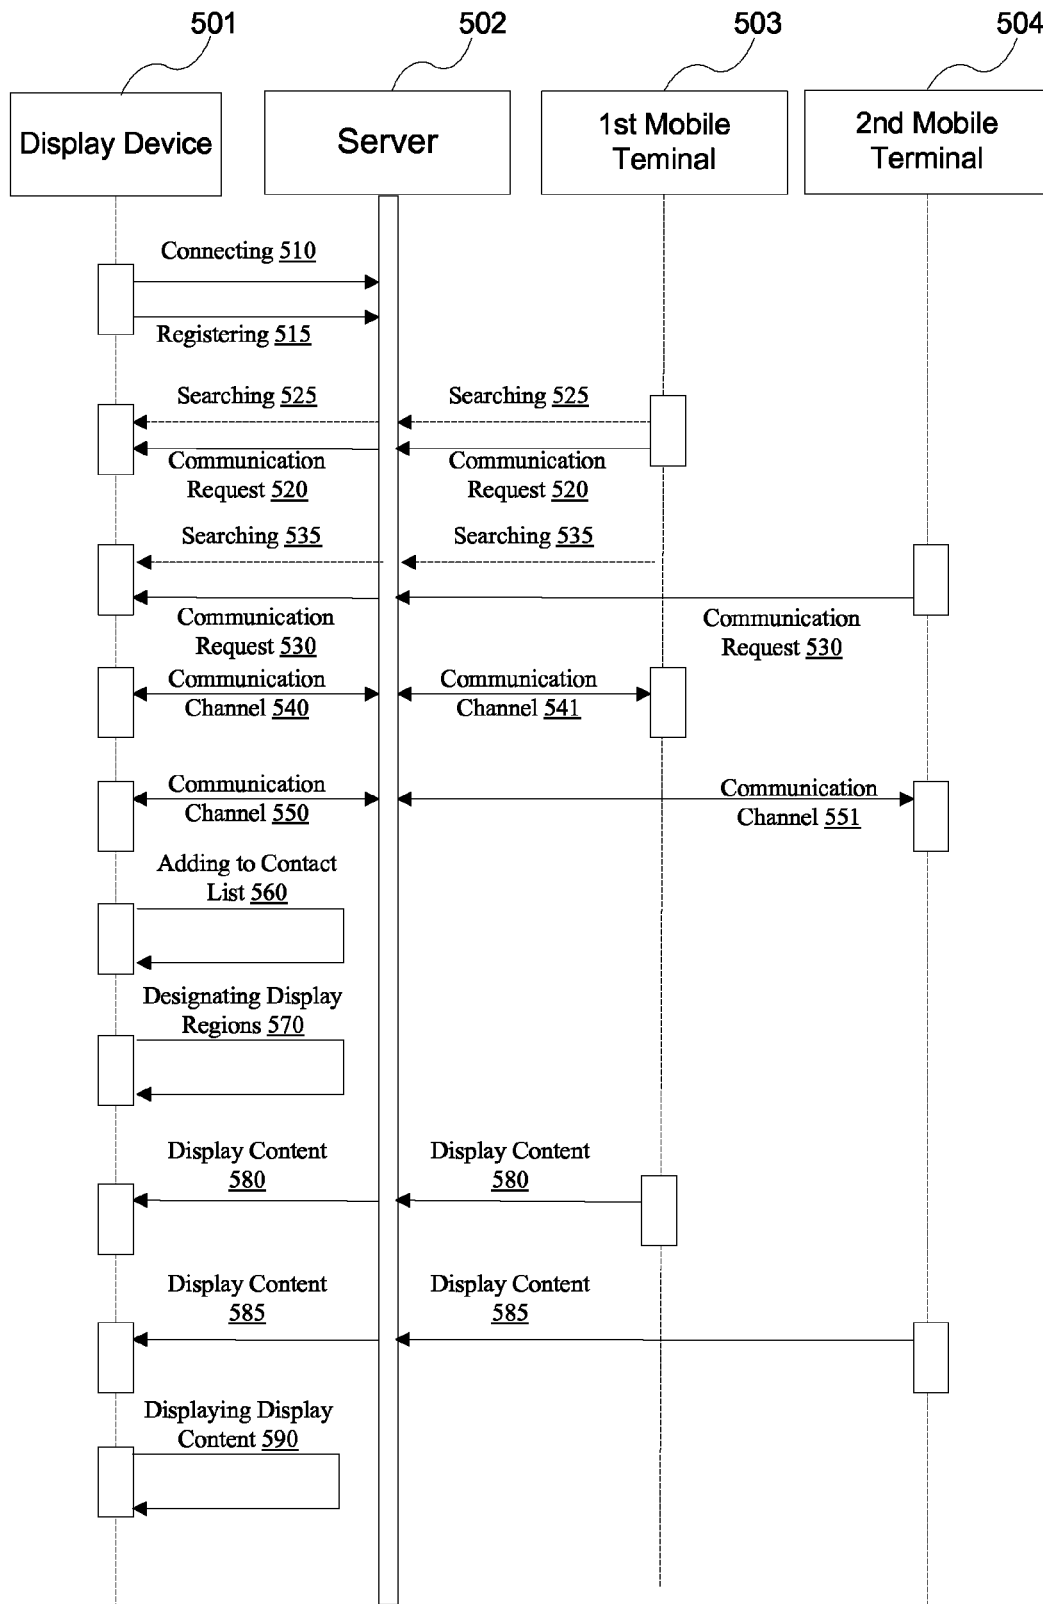 501
502
503
504
Display Device
Server
1st Mobile
Teminal
2nd Mobile
Terminal
Connecting 510
Registering 515
Searching 525
Searching 525
Communication
Request 520
Communication
Request 520
Searching 535
Searching 535
Communication
Request 530
Communication
Request 530
Communication
Channel 540
Communication
Channel 541
Communication
Channel 550
Communication
Channel 551
Adding to Contact
List 560
Designating Display
Regions 570
Display Content
580
Display Content
580
Display Content
585
Display Content
585
Displaying Display
Content 590